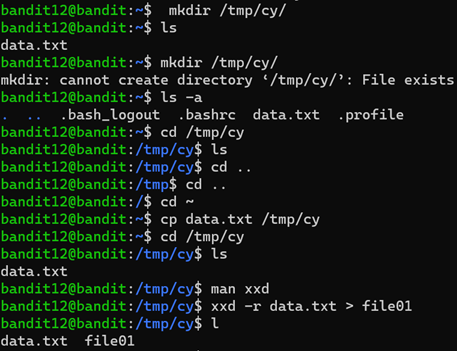 bandit12@bandit:~$  mkdir /tmp/cy/
bandit12@bandit:~$ ls
data.txt
bandit12@bandit:~$ mkdir /tmp/cy/
mkdir: cannot create directory ‘/tmp/cy/’: File exists
bandit12@bandit:~$ ls -a
.  ..  .bash_logout  .bashrc  data.txt  .profile
bandit12@bandit:~$ cd /tmp/cy
bandit12@bandit:/tmp/cy$ ls
bandit12@bandit:/tmp/cy$ cd ..
bandit12@bandit:/tmp$ cd ..
bandit12@bandit:/$ cd ~
bandit12@bandit:~$ cp data.txt /tmp/cy
bandit12@bandit:~$ cd /tmp/cy
bandit12@bandit:/tmp/cy$ ls
data.txt
bandit12@bandit:/tmp/cy$ man xxd
bandit12@bandit:/tmp/cy$ xxd -r data.txt > file01
bandit12@bandit:/tmp/cy$ l
data.txt  file01